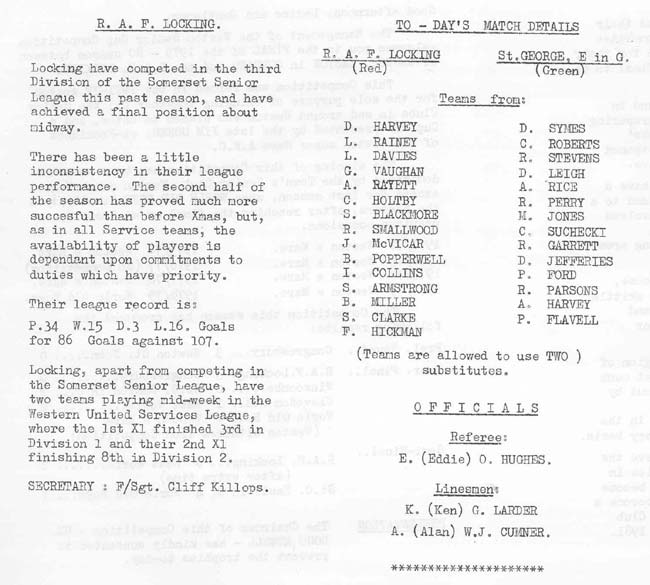 R. A. F. LOCKING.
Locking have competed in the third
Division of the Somerset Senior
League this past season, and have
achieved a final position about
midway.
There has been a little
inconsistency in their league
performance. The second half of
the season has proved much more
succesful than before Xmas, but,
as in all Service teams, the
availability of players is
dependant upon commitments to
duties which have priority.
Their league record is:
P.34 W.15 D.3 L.16. Goals
for 86 Goals against 107.
Locking, apart from competing in
the Somerset Senior League, have
two teams playing mid-week in the
Western United Services League,
where the 1st X1 finished 3rd in
Division 1 and their 2nd X1
finishing 8th in Division 2.
SECRETARY : F/Sgt. Cliff Killops.
TO - DAY'S MATCH DETAILS
R. A. F. LOCKING St.GEORGE, E in G.
(Red) (Green)
Teams from:
D. HARVEY D. SYMES
L. RAINEY C. ROBERTS
L. DAVIES R. STEVENS
G. VAUGHAN D. LEIGH
A. RAYETT A. RICE
C. HOLTBY R. PERRY
S. BLACKMORE M. JONES
R. SMALLWOOD C. SUCHECKI
J. McVICAR R. GARRETT
B. POPPERWELL D. JEFFERIES
I. COLLINS P. FORD
S. ARMSTRONG R. PARSONS
B. MILLER A. HARVEY
S. CLARKE P. FLAVELL
F. HICKMAN
(Teams are allowed to use TWO )
substitutes.
O F F I C I A L S
Referee:
E. (Eddie) O. HUGHES.
Linesmen:
K. (Ken) G. LARDER
A. (Alan) W.J. CUMNER.
********************